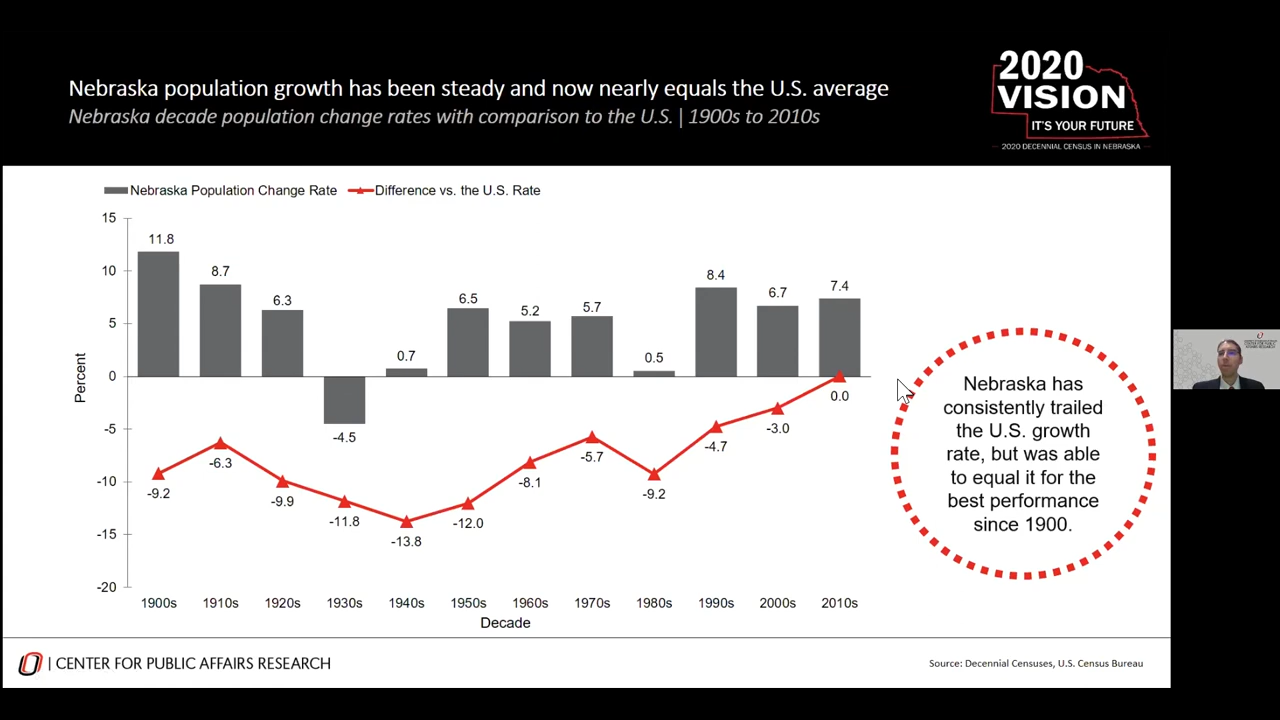 Nebraska population growth has been steady and now nearly equals the U.S. average
Nebraska decade population change rates with comparison to the U.S. | 1900s to 2010s
2020
VISION
IT'S YOUR FUTURE
2020 DECENNIAL CENSUS IN NEBRASKA
Nebraska Population Change Rate
Difference vs. the U.S. Rate
Percent
15
10
5
0
-5
-10
-15
-20
11.8
8.7
6.3
-4.5
0.7
6.5
5.2
5.7
0.5
8.4
6.7
7.4
-9.2
-6.3
-9.9
-11.8
-13.8
-12.0
-8.1
-5.7
-9.2
-4.7
-3.0
0.0
1900s 1910s 1920s 1930s 1940s 1950s 1960s 1970s 1980s 1990s 2000s 2010s
Decade
Nebraska has
consistently trailed
the U.S. growth
rate, but was able
to equal it for the
best performance
since 1900.
| CENTER FOR PUBLIC AFFAIRS RESEARCH
Source: Decennial Censuses, U.S. Census Bureau
CENTER FOR PUBLIC
AFFAIRS RESEARCH